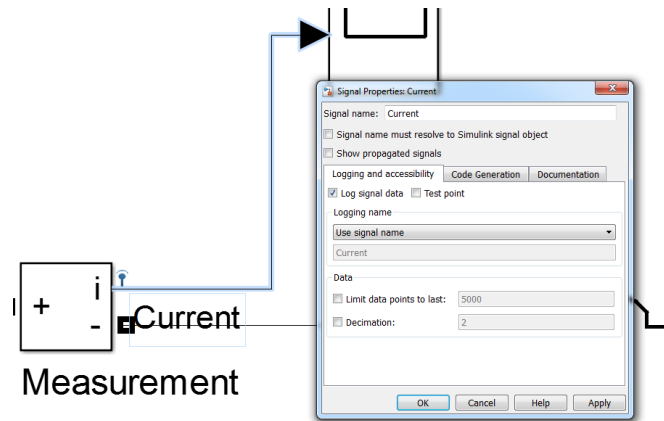 Signal Properties: Current
Signal name: Current
Signal name must resolve to Simulink signal object
Show propagated signals
Logging and accessibility Code Generation Documentation
Log signal data Test point
Logging name
Use signal name
Current
Data
Limit data points to last: 5000
Decimation: 2
OK Cancel Help Apply
i
+
-
Current
Measurement